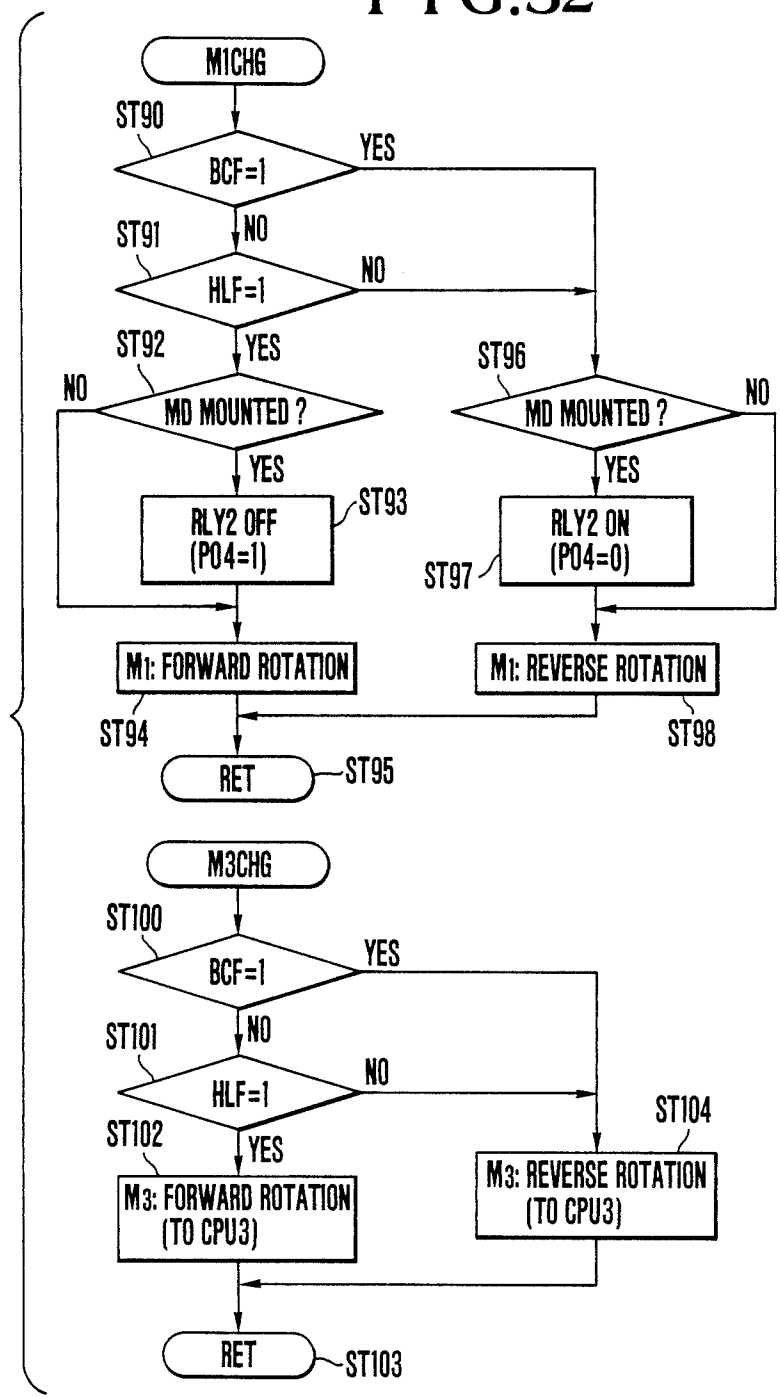 FIG.32
M1CHG
ST90
BCF=1
YES
NO
ST91
HLF=1
NO
YES
ST92
MD MOUNTED ?
NO
YES
ST96
MD MOUNTED ?
NO
YES
RLY2 OFF
(PO4=1)
ST93
RLY2 ON
(PO4=0)
ST97
M1: FORWARD ROTATION
ST94
M1: REVERSE ROTATION
ST98
RET
ST95
M3CHG
ST100
BCF=1
YES
NO
ST101
HLF=1
NO
YES
ST102
M3: FORWARD ROTATION
(TO CPU3)
ST104
M3: REVERSE ROTATION
(TO CPU3)
RET
ST103